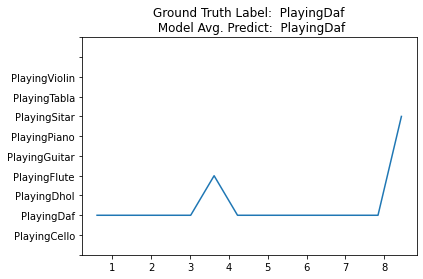 Ground Truth Label:  PlayingDaf
Model Avg. Predict:  PlayingDaf
PlayingViolin
PlayingTabla
PlayingSitar
PlayingPiano
PlayingGuitar
PlayingFlute
PlayingDhol
PlayingDaf
PlayingCello
1 2 3 4 5 6 7 8